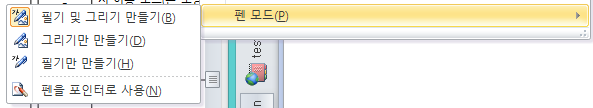 필기 및 그리기 만들기(B)
그리기만 만들기(D)
필기만 만들기(H)
펜을 포인터로 사용(N)
펜 모드(P)
tes